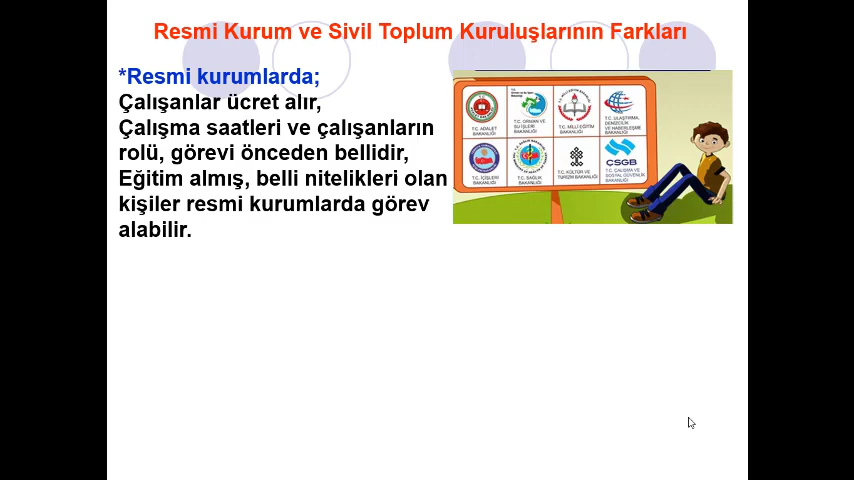 Resmi Kurum ve Sivil Toplum Kuruluşlarının Farkları
*Resmi kurumlarda;
Çalışanlar ücret alır,
Çalışma saatleri ve çalışanların
rolü, görevi önceden bellidir,
Eğitim almış, belli nitelikleri olan
kişiler resmi kurumlarda görev
alabilir.
T.C. ADALET
BAKANLIĞI
T.C. ORMAN VE
SU İŞLERİ
BAKANLIĞI
T.C. MİLLİ EĞİTİM
BAKANLIĞI
T.C. ULAŞTIRMA,
DENİZCİLİK
VE HABERLEŞME
BAKANLIĞI
T.C. İÇİŞLERİ
BAKANLIĞI
T.C. SAĞLIK
BAKANLIĞI
T.C. KÜLTÜR VE
TURİZM BAKANLIĞI
ÇSGB
T.C. ÇALIŞMA VE
SOSYAL GÜVENLİK
BAKANLIĞI